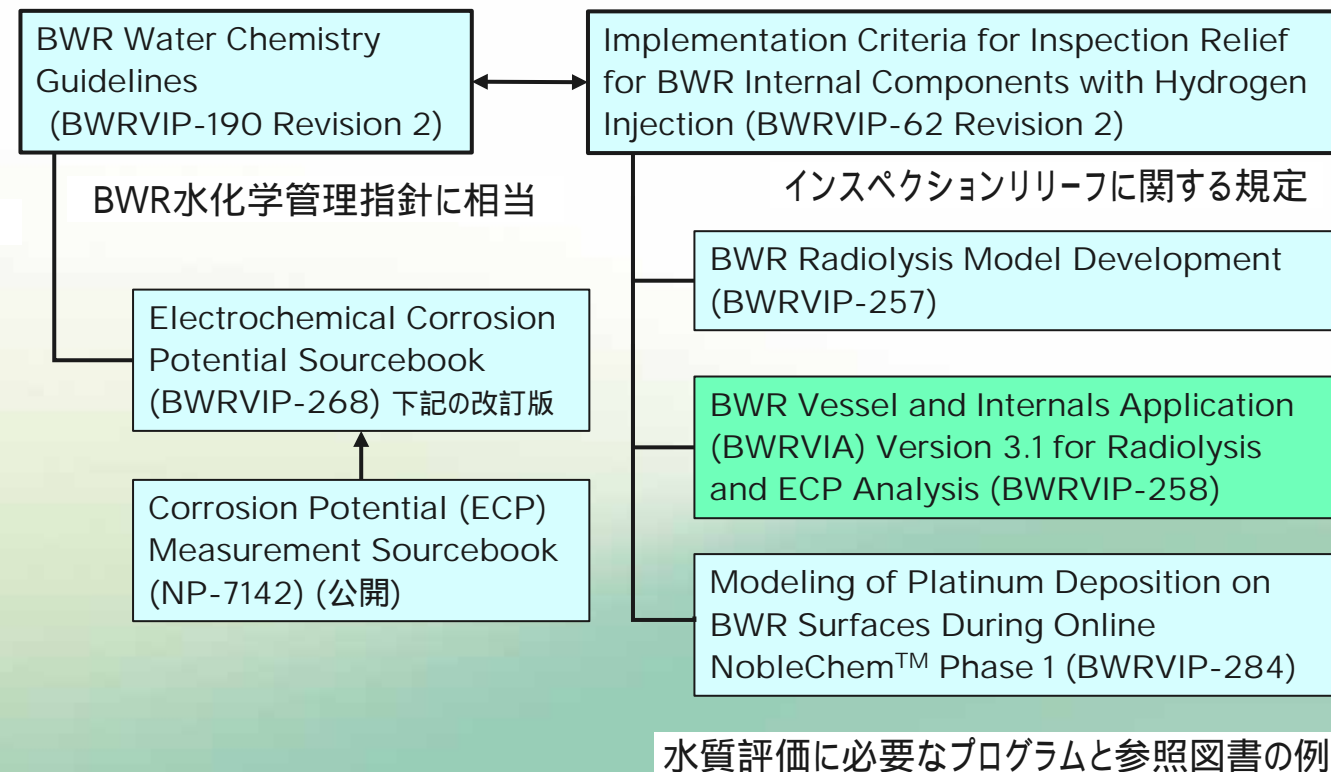 BWR Water Chemistry
Guidelines
(BWRVIP-190 Revision 2)
BWR水化学管理指針に相当
Electrochemical Corrosion
Potential Sourcebook
(BWRVIP-268) 下記の改訂版
Corrosion Potential (ECP)
Measurement Sourcebook
(NP-7142) (公開)
Implementation Criteria for Inspection Relief
for BWR Internal Components with Hydrogen
Injection (BWRVIP-62 Revision 2)
インスペクションリリーフに関する規定
BWR Radiolysis Model Development
(BWRVIP-257)
BWR Vessel and Internals Application
(BWRVIA) Version 3.1 for Radiolysis
and ECP Analysis (BWRVIP-258)
Modeling of Platinum Deposition on
BWR Surfaces During Online
NobleChem™ Phase 1 (BWRVIP-284)
水質評価に必要なプログラムと参照図書の例